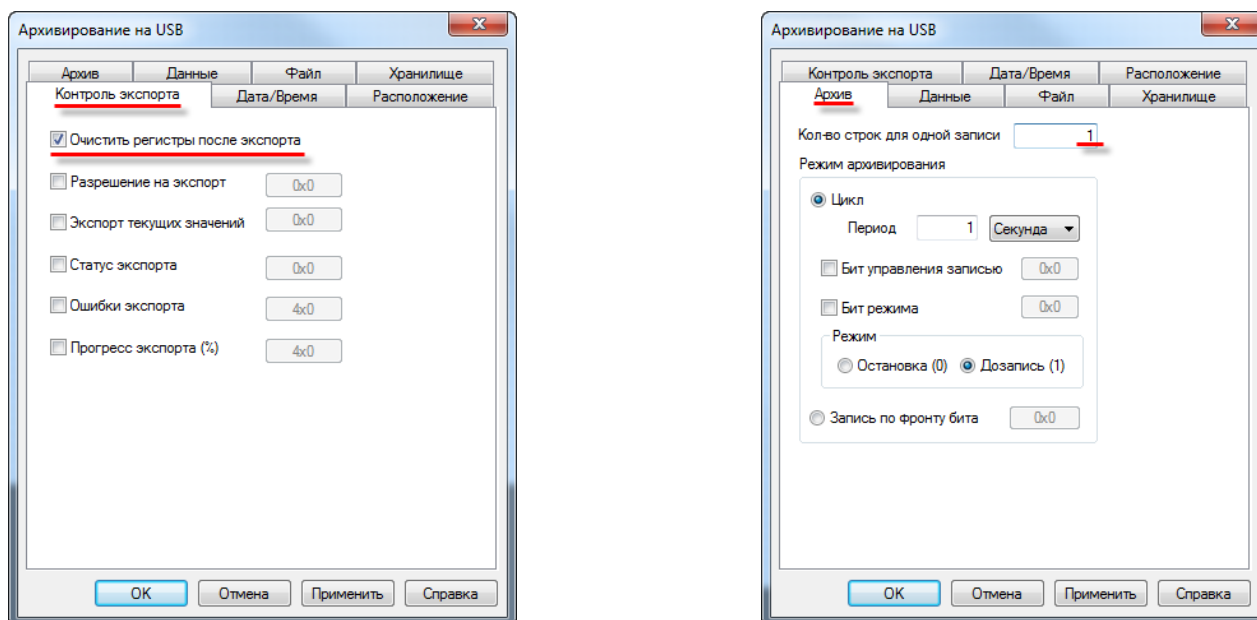 Архивирование на USB
Архив Данные Файл Хранилище
Контроль экспорта Дата/Время Расположение
Очистить регистры после экспорта
Разрешение на экспорт 0x0
Экспорт текущих значений 0x0
Статус экспорта 0x0
Ошибки экспорта 4x0
Прогресс экспорта (%) 4x0
OK Отмена Применить Справка
Архивирование на USB
Контроль экспорта Дата/Время Расположение
Архив Данные Файл Хранилище
Кол-во строк для одной записи 1
Режим архивирования
Цикл
Период 1 Секунда
Бит управления записью 0x0
Бит режима 0x0
Режим
Остановка (0) Дозапись (1)
Запись по фронту бита 0x0
OK Отмена Применить Справка